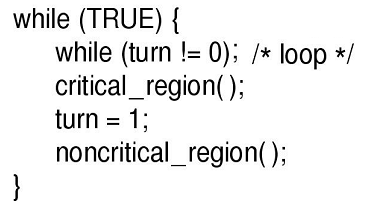 while (TRUE) {
    while (turn != 0); /* loop */
    critical_region( );
    turn = 1;
    noncritical_region( );
}